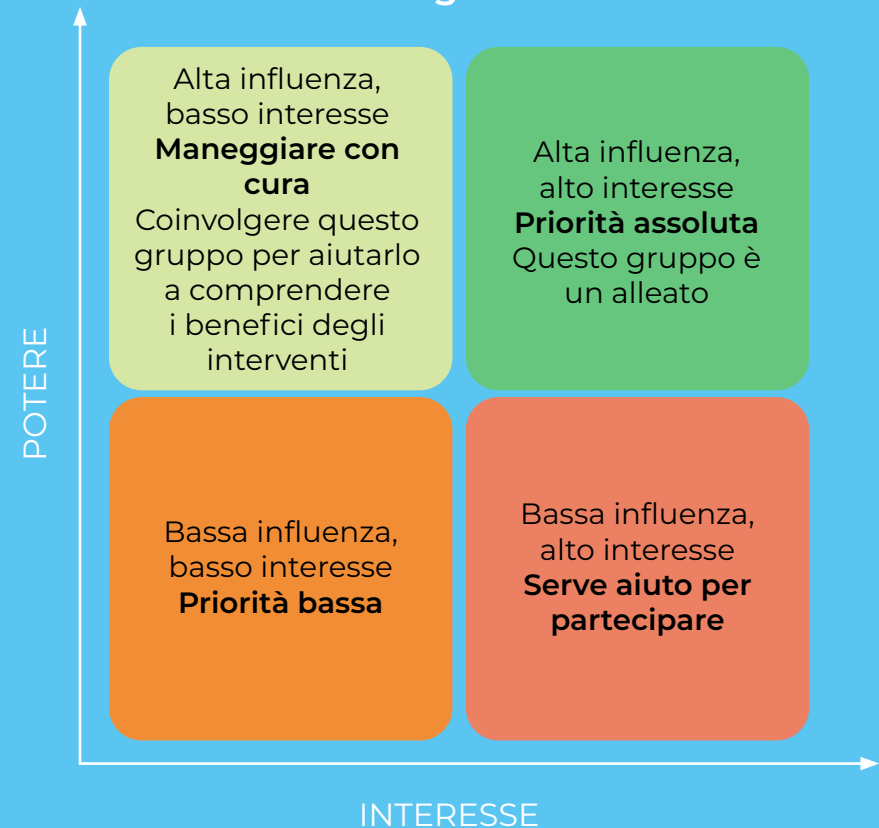 Alta influenza,
basso interesse
Maneggiare con
cura
Coinvolgere questo
gruppo per aiutarlo
a comprendere
i benefici degli
interventi
Alta influenza,
alto interesse
Priorità assoluta
Questo gruppo è
un alleato
POTERE
Bassa influenza,
basso interesse
Priorità bassa
Bassa influenza,
alto interesse
Serve aiuto per
partecipare
INTERESSE